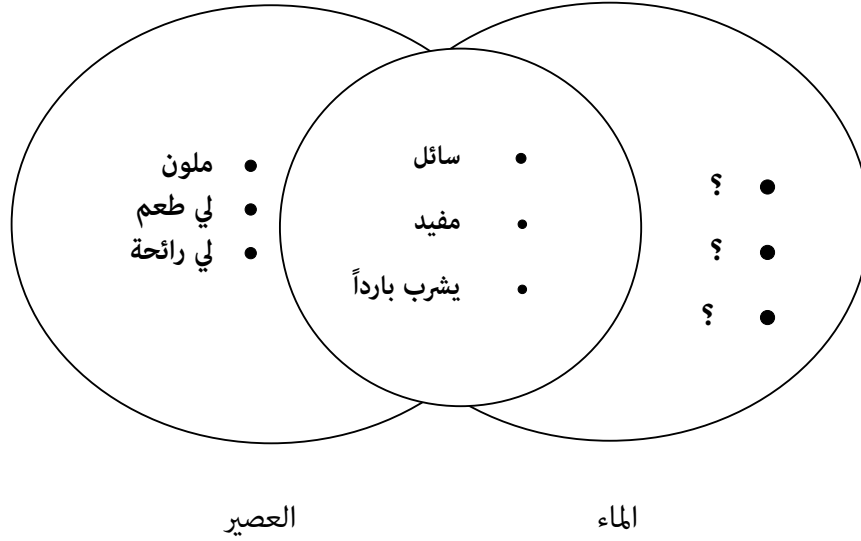 • سائل
• مفيد
• يشرب بارداً
• ؟
• ؟
• ؟
• ملون
• لي طعم
• لي رائحة
الماء
العصير